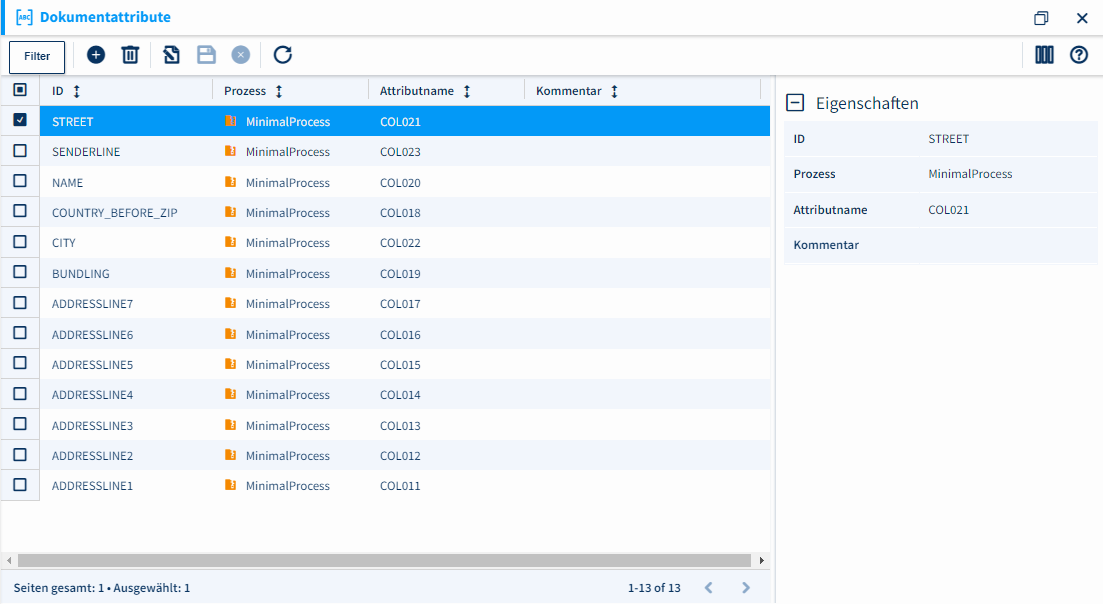 ABC Dokumentattribute
Filter
ID Prozess Attributname Kommentar
STREET MinimalProcess COL021
SENDERLINE MinimalProcess COL023
NAME MinimalProcess COL020
COUNTRY_BEFORE_ZIP MinimalProcess COL018
CITY MinimalProcess COL022
BUNDLING MinimalProcess COL019
ADDRESSLINE7 MinimalProcess COL017
ADDRESSLINE6 MinimalProcess COL016
ADDRESSLINE5 MinimalProcess COL015
ADDRESSLINE4 MinimalProcess COL014
ADDRESSLINE3 MinimalProcess COL013
ADDRESSLINE2 MinimalProcess COL012
ADDRESSLINE1 MinimalProcess COL011
Seiten gesamt: 1 • Ausgewählt: 1 1-13 of 13
Eigenschaften
ID STREET
Prozess MinimalProcess
Attributname COL021
Kommentar